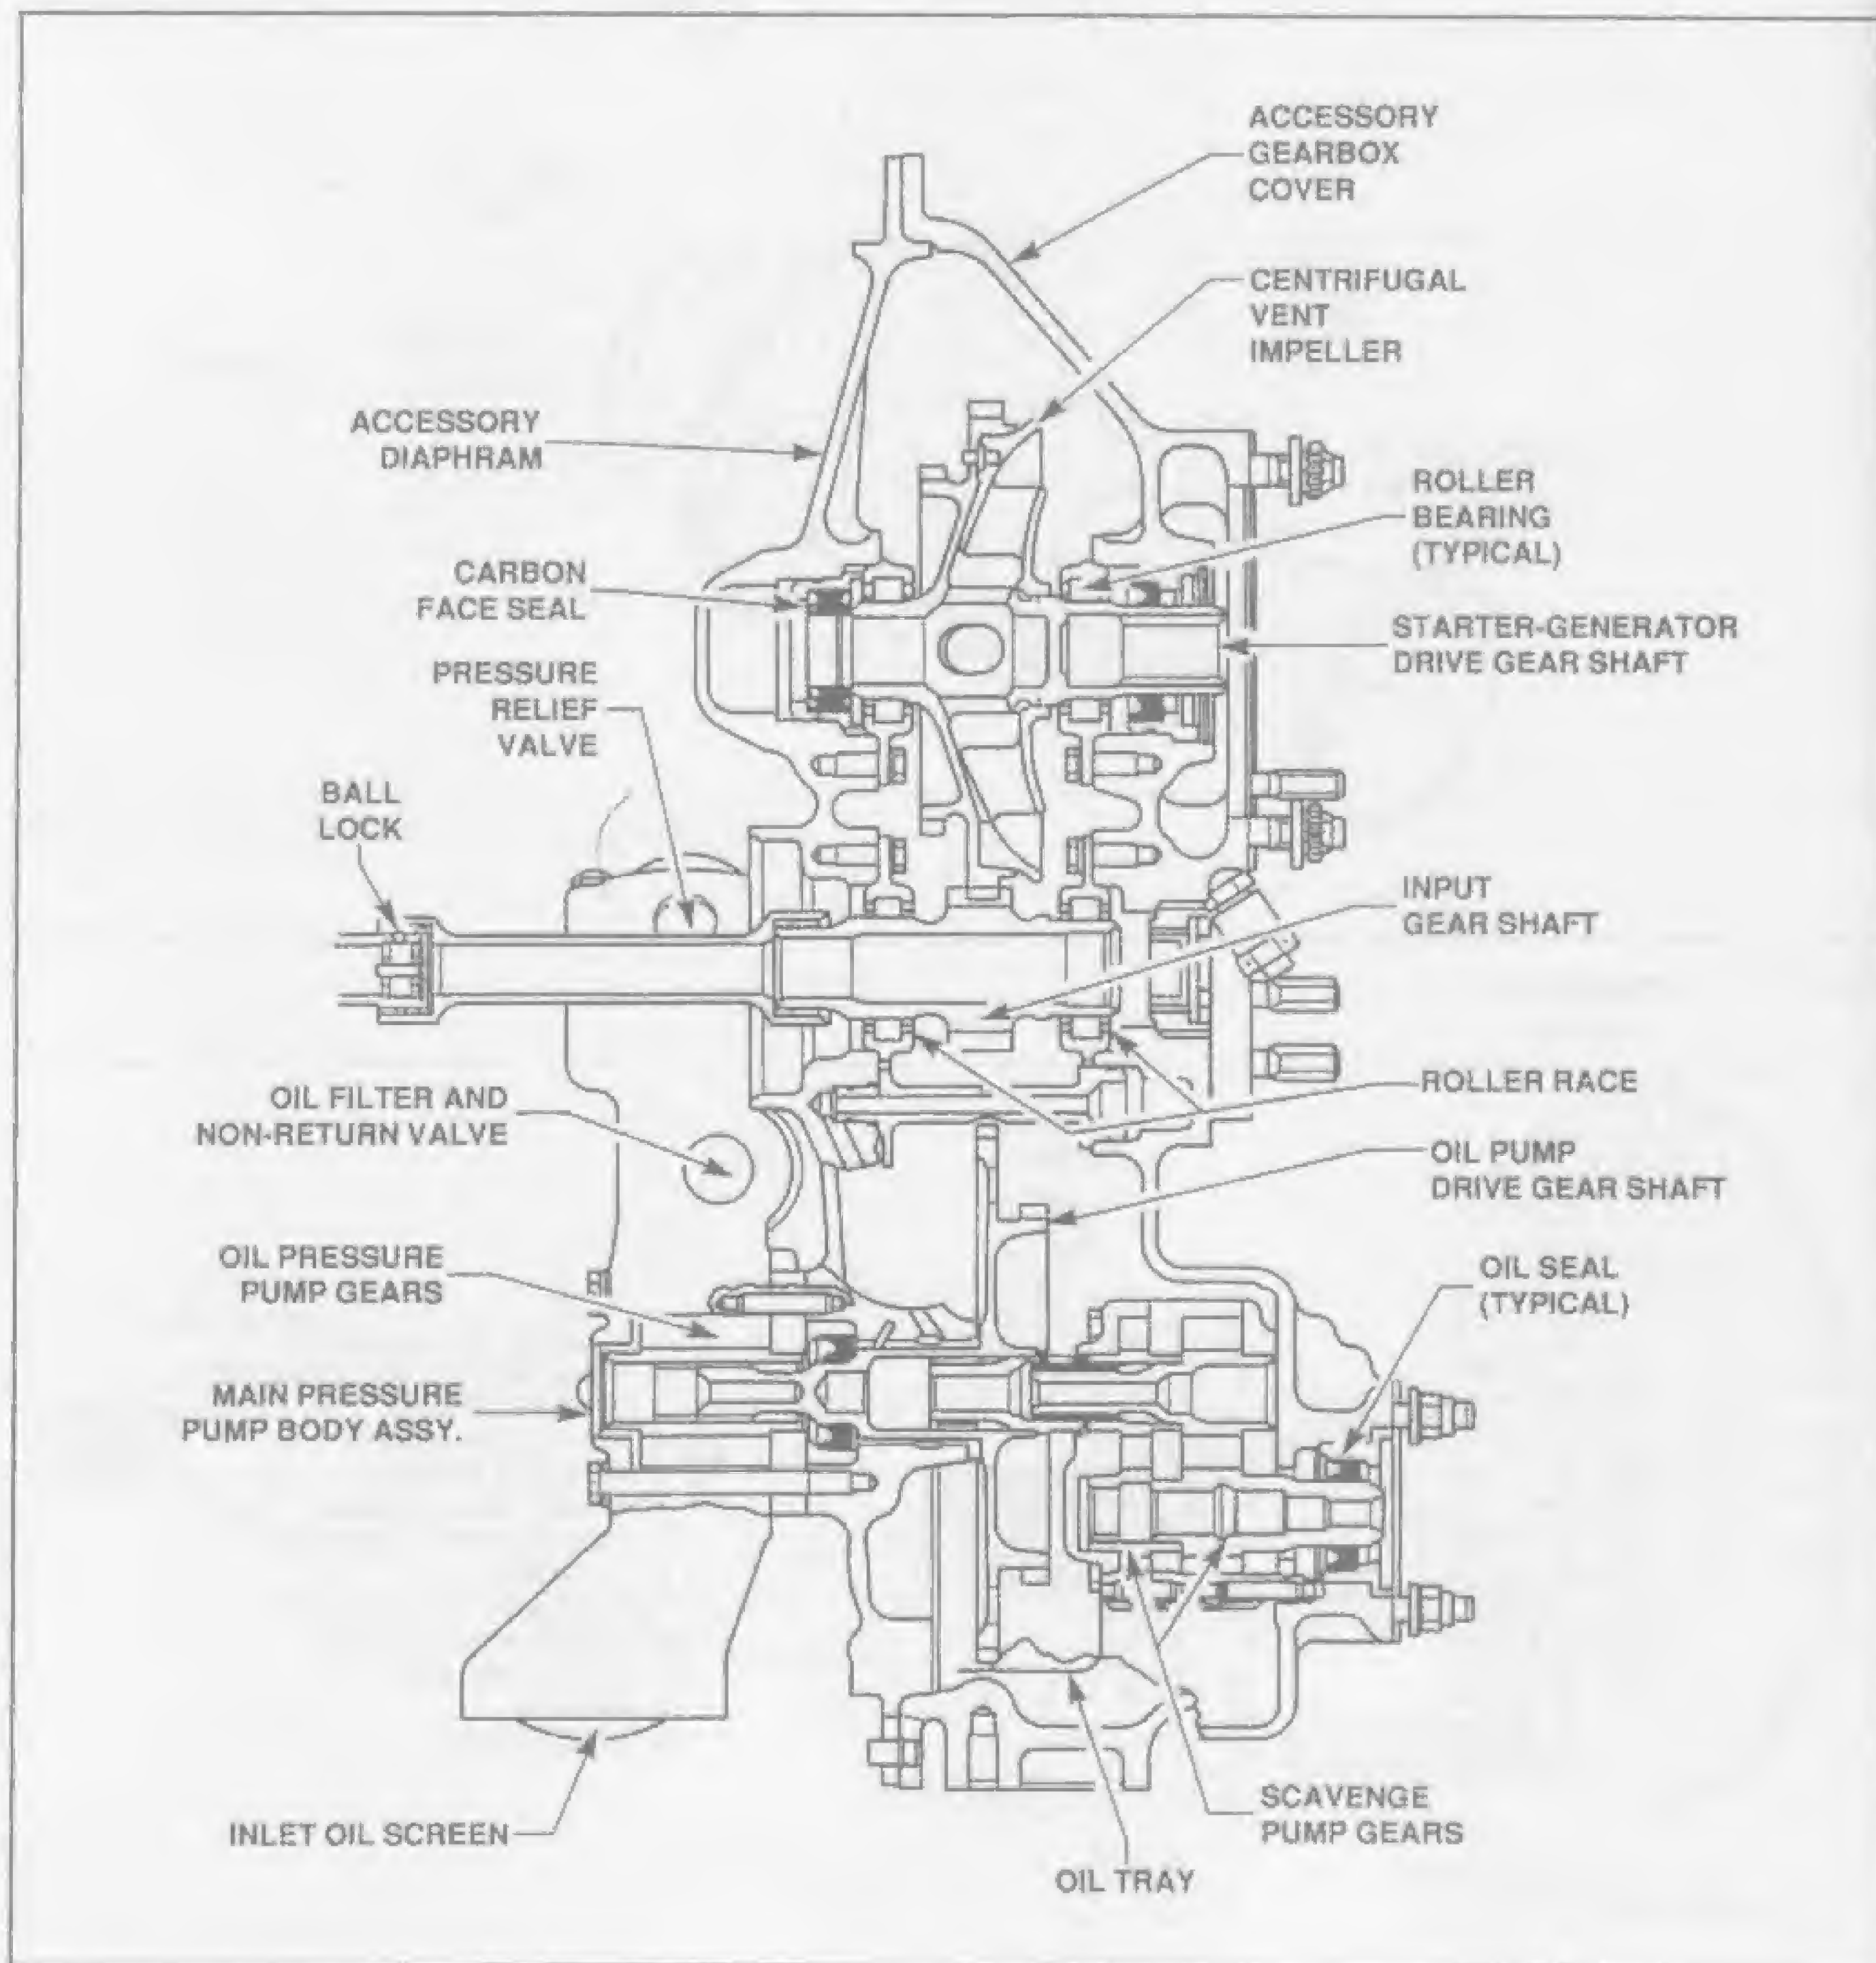 ACCESSORY
GEARBOX
COVER
CENTRIFUGAL
VENT
IMPELLER
ACCESSORY
DIAPHRAM
ROLLER
BEARING
(TYPICAL)
CARBON
FACE SEAL
STARTER-GENERATOR
DRIVE GEAR SHAFT
PRESSURE
RELIEF
VALVE
BALL
LOCK
INPUT
GEAR SHAFT
ROLLER RACE
OIL FILTER AND
NON-RETURN VALVE
OIL PUMP
DRIVE GEAR SHAFT
OIL PRESSURE
PUMP GEARS
OIL SEAL
(TYPICAL)
MAIN PRESSURE
PUMP BODY ASSY.
SCAVENGE
PUMP GEARS
INLET OIL SCREEN
OIL TRAY